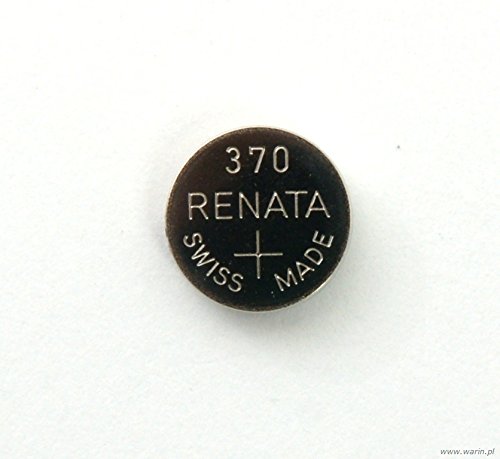 370
RENATA
+
SWISS MADE
www.warin.pl